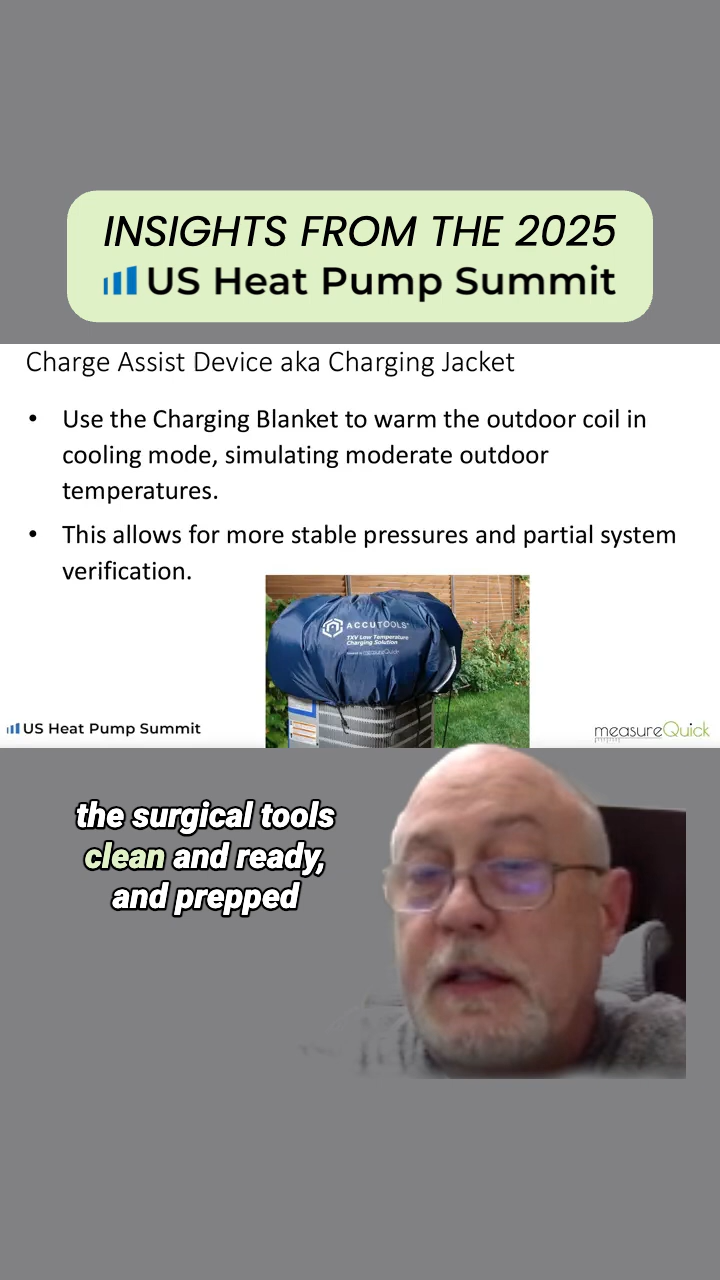 INSIGHTS FROM THE 2025
US Heat Pump Summit
Charge Assist Device aka Charging Jacket
• Use the Charging Blanket to warm the outdoor coil in
cooling mode, simulating moderate outdoor
temperatures.
• This allows for more stable pressures and partial system
verification.
ACCUTOOLS
TXV Low Temperature
Charging Solution
measureQuick
US Heat Pump Summit
measureQuick
the surgical tools
clean and ready,
and prepped